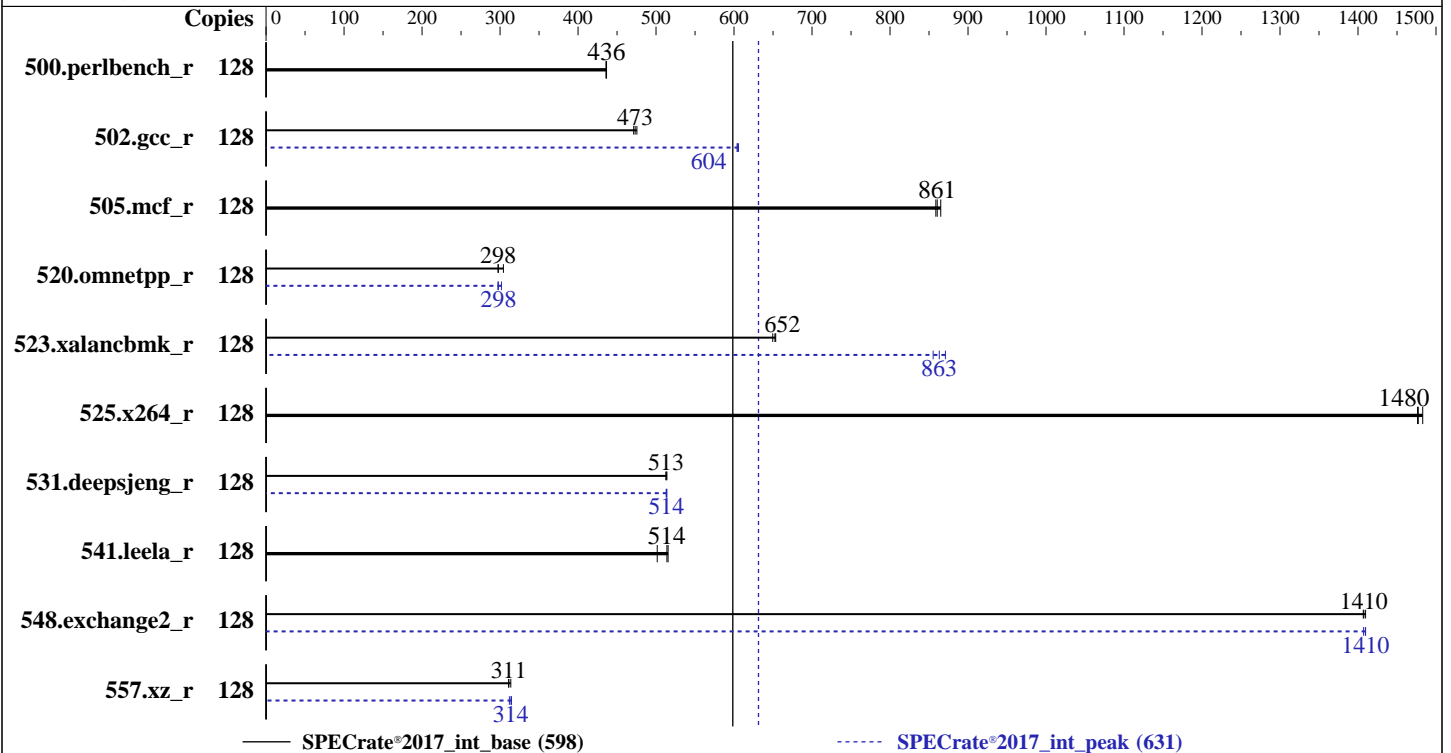 Copies 0 100 200 300 400 500 600 700 800 900 1000 1100 1200 1300 1400 1500
436
500.perlbench_r 128
473
502.gcc_r 128
604
861
505.mcf_r 128
298
520.omnetpp_r 128
298
652
523.xalancbmk_r 128
863
1480
525.x264_r 128
513
531.deepsjeng_r 128
514
514
541.leela_r 128
1410
548.exchange2_r 128
1410
311
557.xz_r 128
314
SPECrate®2017_int_base (598) SPECrate®2017_int_peak (631)